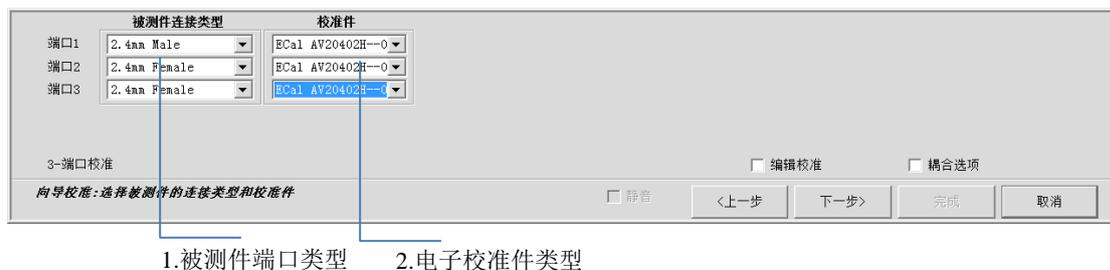 被测件连接类型 校准件
端口1 2.4mm Male ECal AV20402H--0
端口2 2.4mm Female ECal AV20402H--0
端口3 2.4mm Female ECal AV20402H--0
3-端口校准 编辑校准 耦合选项
向导校准:选择被测件的连接类型和校准件 静音 <上一步 下一步> 完成 取消
1.被测件端口类型 2.电子校准件类型